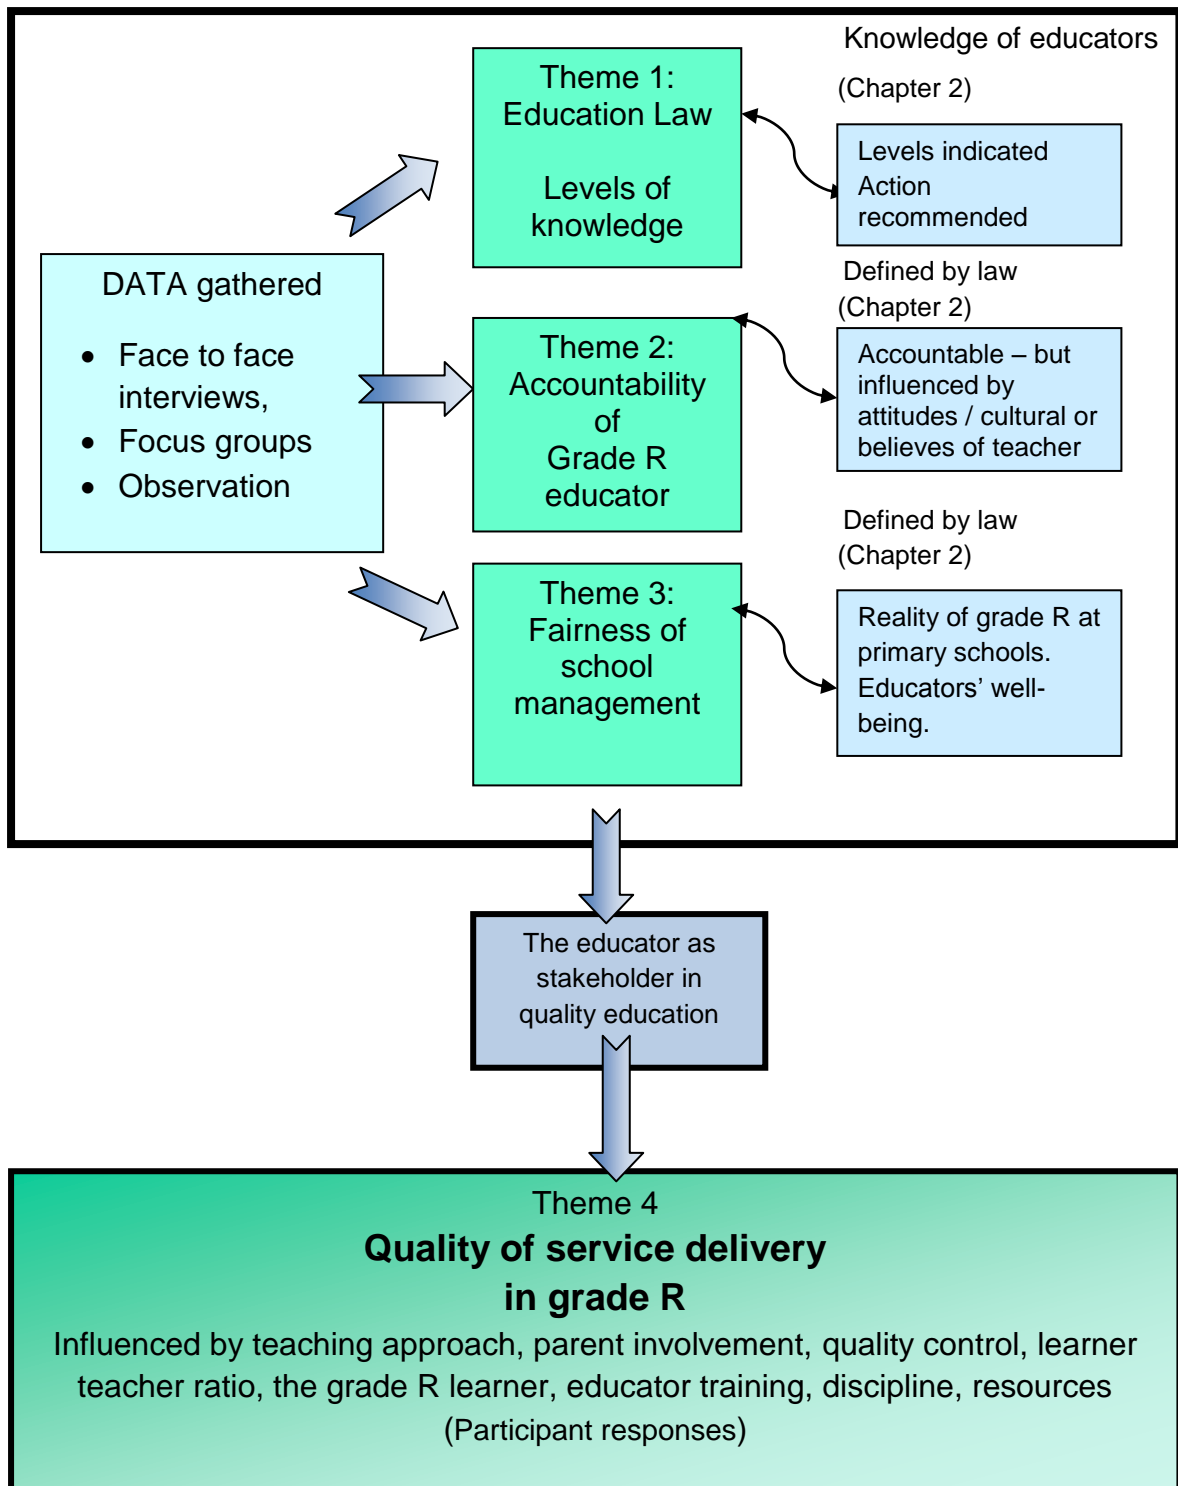 Knowledge of educators
(Chapter 2)
Theme 1:
Education Law
Levels of
knowledge
Levels indicated
Action
recommended
DATA gathered
• Face to face
interviews,
• Focus groups
• Observation
Defined by law
(Chapter 2)
Theme 2:
Accountability
of
Grade R
educator
Accountable – but
influenced by
attitudes / cultural or
believes of teacher
Defined by law
(Chapter 2)
Theme 3:
Fairness of
school
management
Reality of grade R at
primary schools.
Educators’ well-
being.
The educator as
stakeholder in
quality education
Theme 4
Quality of service delivery
in grade R
Influenced by teaching approach, parent involvement, quality control, learner
teacher ratio, the grade R learner, educator training, discipline, resources
(Participant responses)